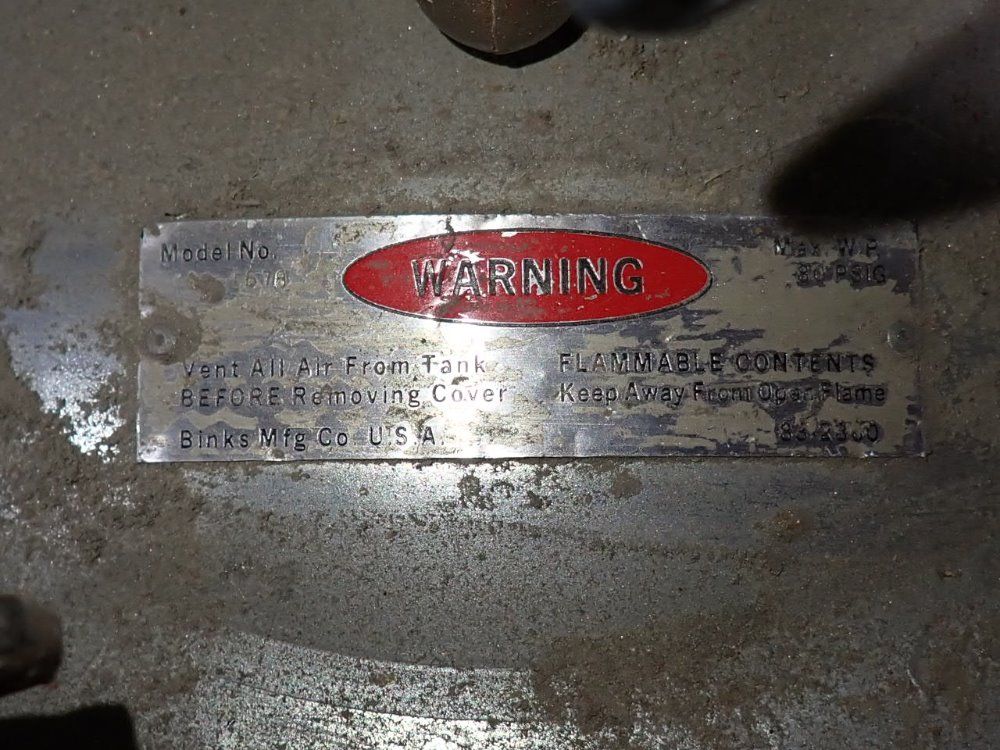 Model No.
WARNING
Max. W.P.
80 PSIG
Vent All Air From Tank
BEFORE Removing Cover
FLAMMABLE CONTENTS
Keep Away From Open Flame
Binks Mfg Co U.S.A.